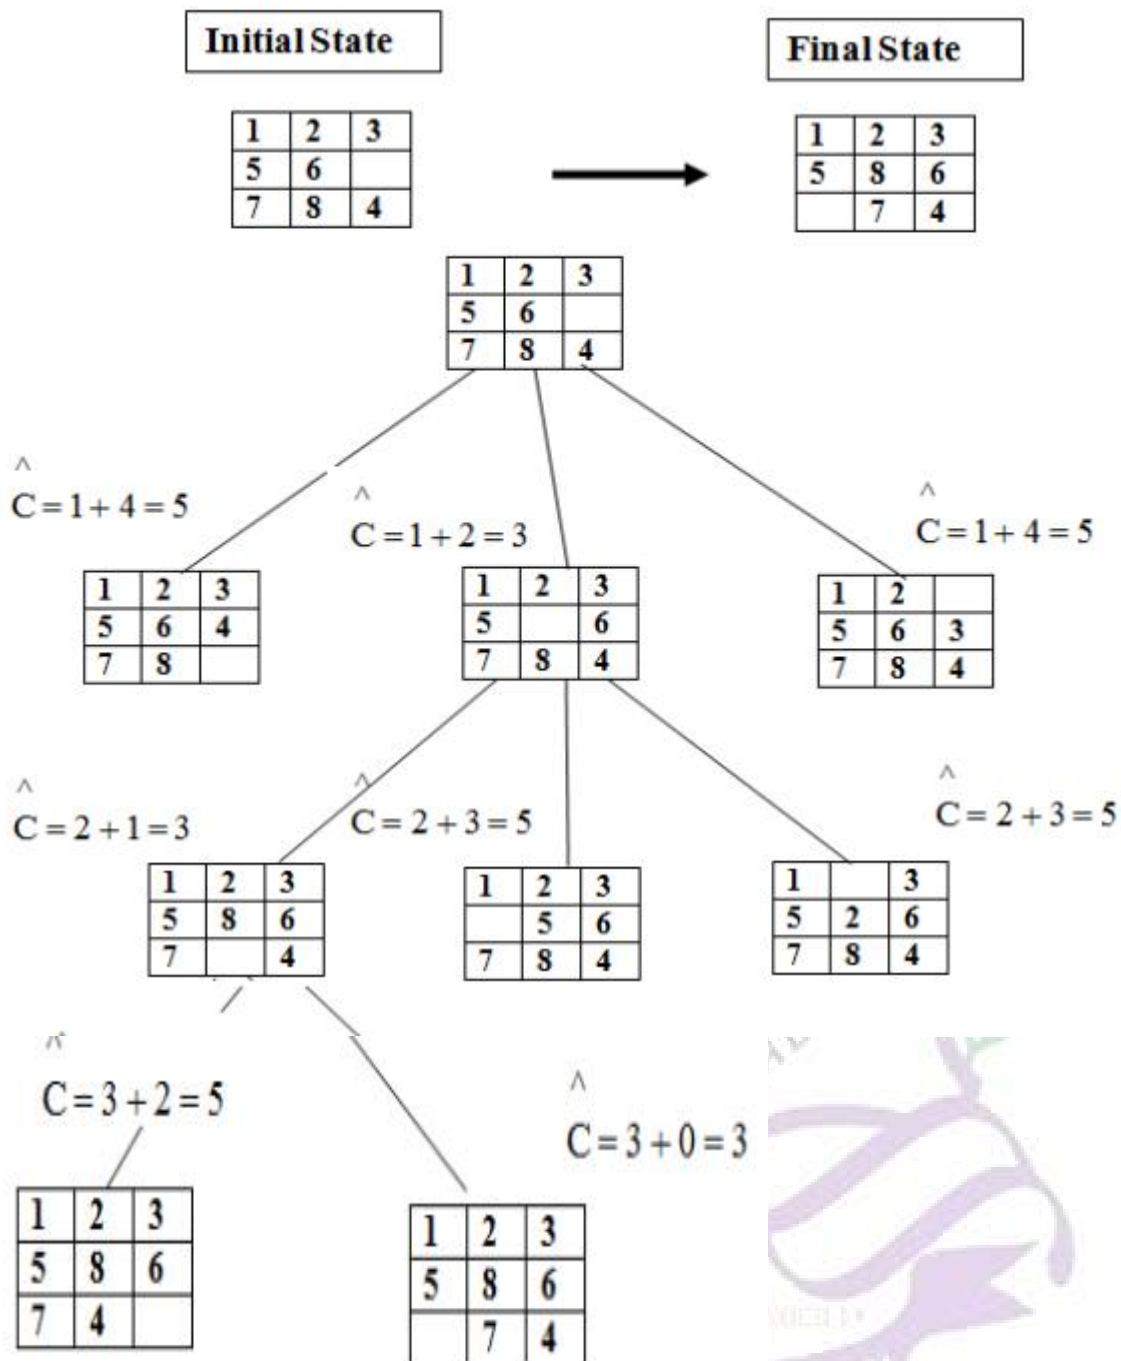 Initial State
Final State
1 2 3
5 6
7 8 4
1 2 3
5 8 6
7 4
1 2 3
5 6
7 8 4
^
C = 1 + 4 = 5
^
C = 1 + 2 = 3
^
C = 1 + 4 = 5
1 2 3
5 6 4
7 8
1 2 3
5 6
7 8 4
1 2
5 6 3
7 8 4
^
C = 2 + 1 = 3
^
C = 2 + 3 = 5
^
C = 2 + 3 = 5
1 2 3
5 8 6
7 4
1 2 3
5 6
7 8 4
1 3
5 2 6
7 8 4
^
C = 3 + 2 = 5
^
C = 3 + 0 = 3
1 2 3
5 8 6
7 4
1 2 3
5 8 6
7 4